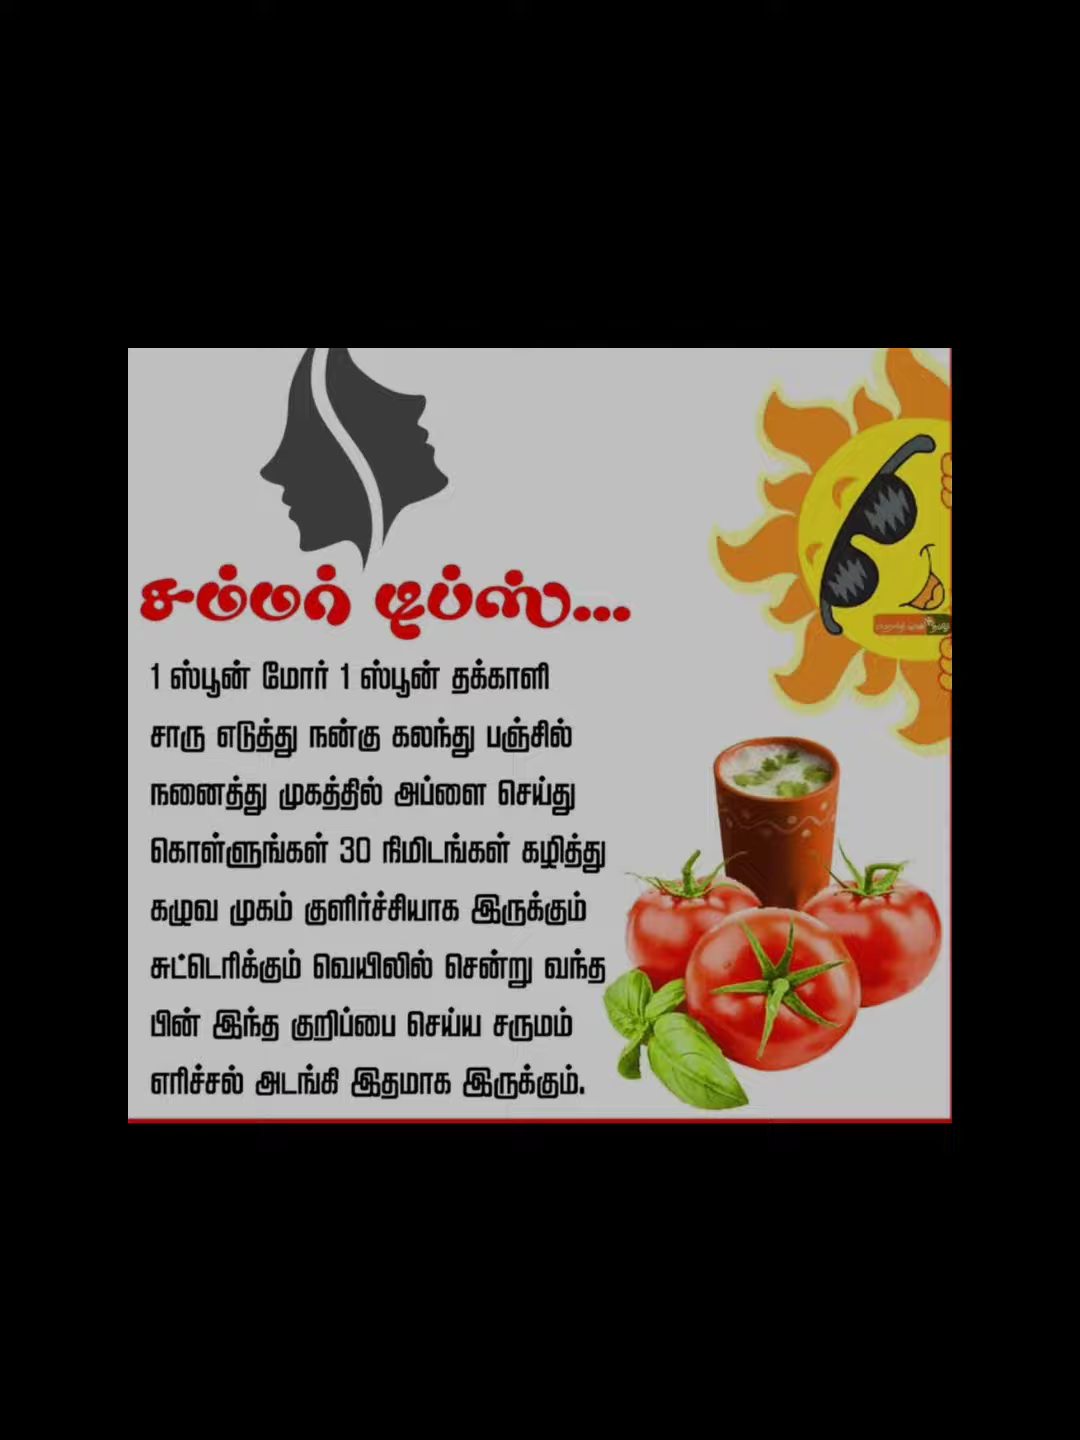 சம்மர் டிப்ஸ்...
1 ஸ்பூன் மோர் 1 ஸ்பூன் தக்காளி
சாரு எடுத்து நன்கு கலந்து பஞ்சில்
நனைத்து முகத்தில் அப்ளை செய்து
கொள்ளுங்கள் 30 நிமிடங்கள் கழித்து
கழுவ முகம் குளிர்ச்சியாக இருக்கும்
சுட்டெரிக்கும் வெயிலில் சென்று வந்த
பின் இந்த குறிப்பை செய்ய சருமம்
எரிச்சல் அடங்கி இதமாக இருக்கும்.